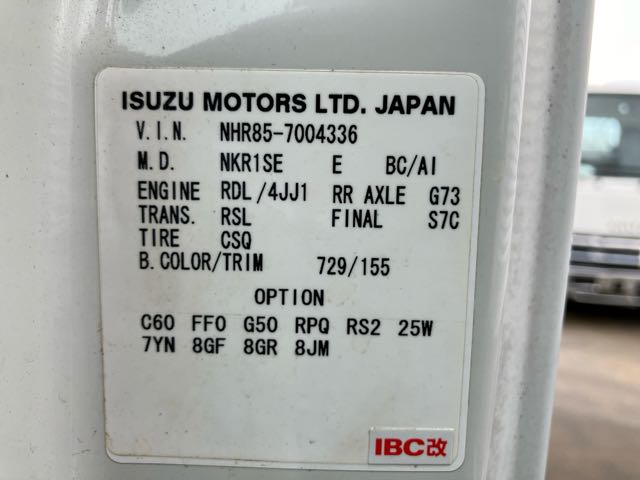 ISUZU MOTORS LTD. JAPAN
V.I.N. NHR85-7004336
M.D. NKR1SE E BC/AI
ENGINE RDL/4JJ1 RR AXLE G73
TRANS. RSL FINAL S7C
TIRE CSQ
B.COLOR/TRIM 729/155
OPTION
C60 FF0 G50 RPQ RS2 25W
7YN 8GF 8GR 8JM
IBC改